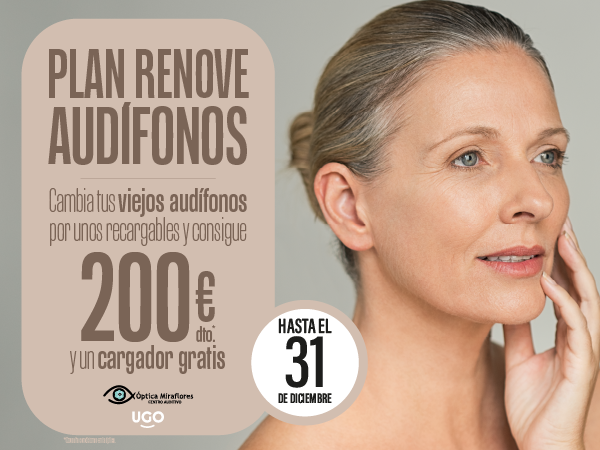 PLAN RENOVE
AUDÍFONOS
Cambia tus viejos audífonos
por unos recargables y consigue
200€
dto.*
y un cargador gratis
HASTA EL
31
DE DICIEMBRE
Óptica Miraflores
CENTRO AUDITIVO
UGO